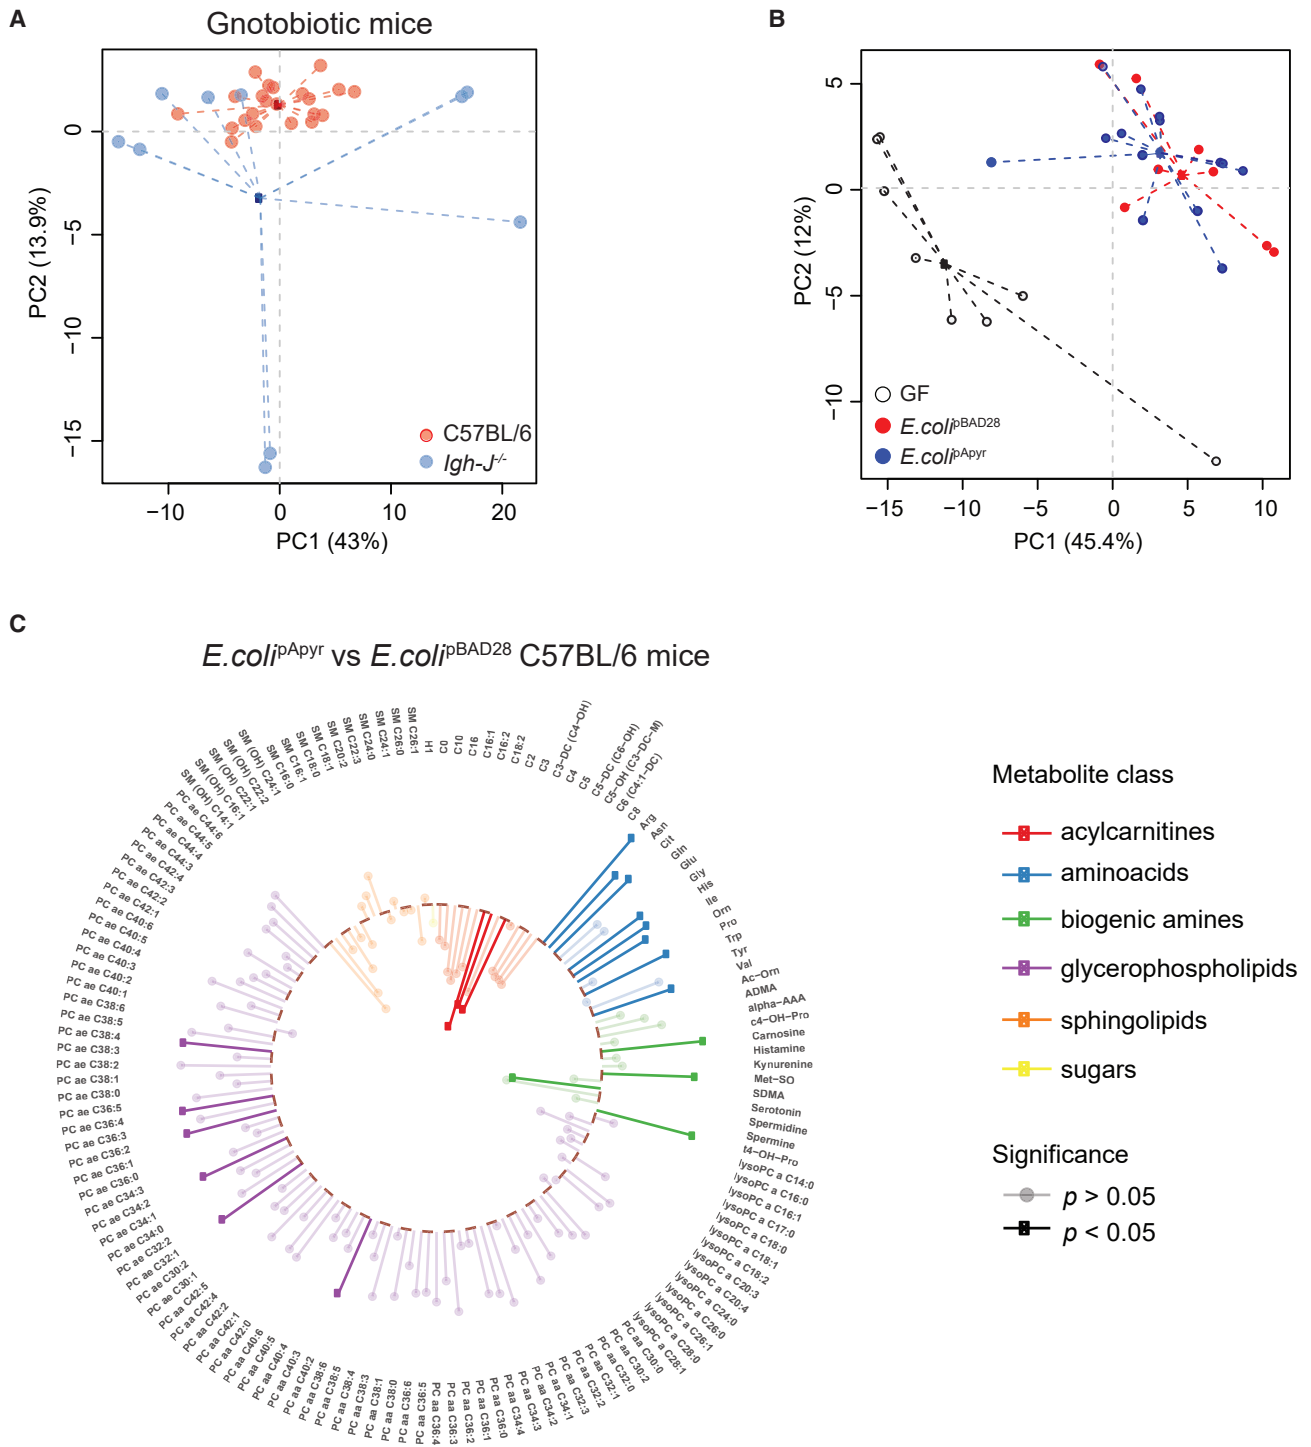 A
Gnotobiotic mice
0
−5
−10
−15
PC2 (13.9%)
C57BL/6
Igh-J-/-
−10
0
10
20
PC1 (43%)
B
5
0
−5
−10
PC2 (12%)
GF
E.coli pBAD28
E.coli pApyr
−15
−10
−5
0
5
10
PC1 (45.4%)
C
E.coli pApyr vs E.coli pBAD28 C57BL/6 mice
H1
C0
C10
C16
C16:1
C16:2
C18:2
C2
C3
C3−DC (C4−OH)
C4
C5
C5−DC (C6−OH)
C5−OH (C3−DC−M)
C6 (C4:1−DC)
C8
Arg
Asn
Cit
Gln
Glu
Gly
His
Ile
Orn
Pro
Trp
Tyr
Val
Ac−Orn
ADMA
alpha−AAA
c4−OH−Pro
Carnosine
Histamine
Kynurenine
Met−SO
SDMA
Serotonin
Spermidine
Spermine
t4−OH−Pro
lysoPC a C14:0
lysoPC a C16:0
lysoPC a C16:1
lysoPC a C17:0
lysoPC a C18:0
lysoPC a C18:1
lysoPC a C18:2
lysoPC a C20:3
lysoPC a C20:4
lysoPC a C24:0
lysoPC a C26:0
lysoPC a C26:1
lysoPC a C28:0
lysoPC a C28:1
PC aa C30:0
PC aa C30:2
PC aa C32:0
PC aa C32:1
PC aa C32:2
PC aa C32:3
PC aa C34:1
PC aa C34:2
PC aa C34:3
PC aa C34:4
PC aa C36:0
PC aa C36:1
PC aa C36:2
PC aa C36:3
PC aa C36:4
PC aa C36:5
PC aa C36:6
PC aa C38:0
PC aa C38:1
PC aa C38:3
PC aa C38:4
PC aa C38:5
PC aa C38:6
PC aa C40:2
PC aa C40:3
PC aa C40:4
PC aa C40:5
PC aa C40:6
PC aa C42:0
PC aa C42:1
PC aa C42:2
PC aa C42:4
PC aa C42:5
PC ae C30:1
PC ae C30:2
PC ae C32:1
PC ae C32:2
PC ae C34:0
PC ae C34:1
PC ae C34:2
PC ae C34:3
PC ae C36:0
PC ae C36:1
PC ae C36:2
PC ae C36:3
PC ae C36:4
PC ae C36:5
PC ae C38:0
PC ae C38:1
PC ae C38:2
PC ae C38:3
PC ae C38:4
PC ae C38:5
PC ae C38:6
PC ae C40:1
PC ae C40:2
PC ae C40:3
PC ae C40:4
PC ae C40:5
PC ae C40:6
PC ae C42:1
PC ae C42:2
PC ae C42:3
PC ae C42:4
PC ae C44:3
PC ae C44:4
PC ae C44:5
PC ae C44:6
SM (OH) C14:1
SM (OH) C16:1
SM (OH) C22:1
SM (OH) C22:2
SM (OH) C24:1
SM C16:0
SM C16:1
SM C18:0
SM C18:1
SM C20:2
SM C22:3
SM C24:0
SM C24:1
SM C26:0
SM C26:1
Metabolite class
acylcarnitines
aminoacids
biogenic amines
glycerophospholipids
sphingolipids
sugars
Significance
p > 0.05
p < 0.05